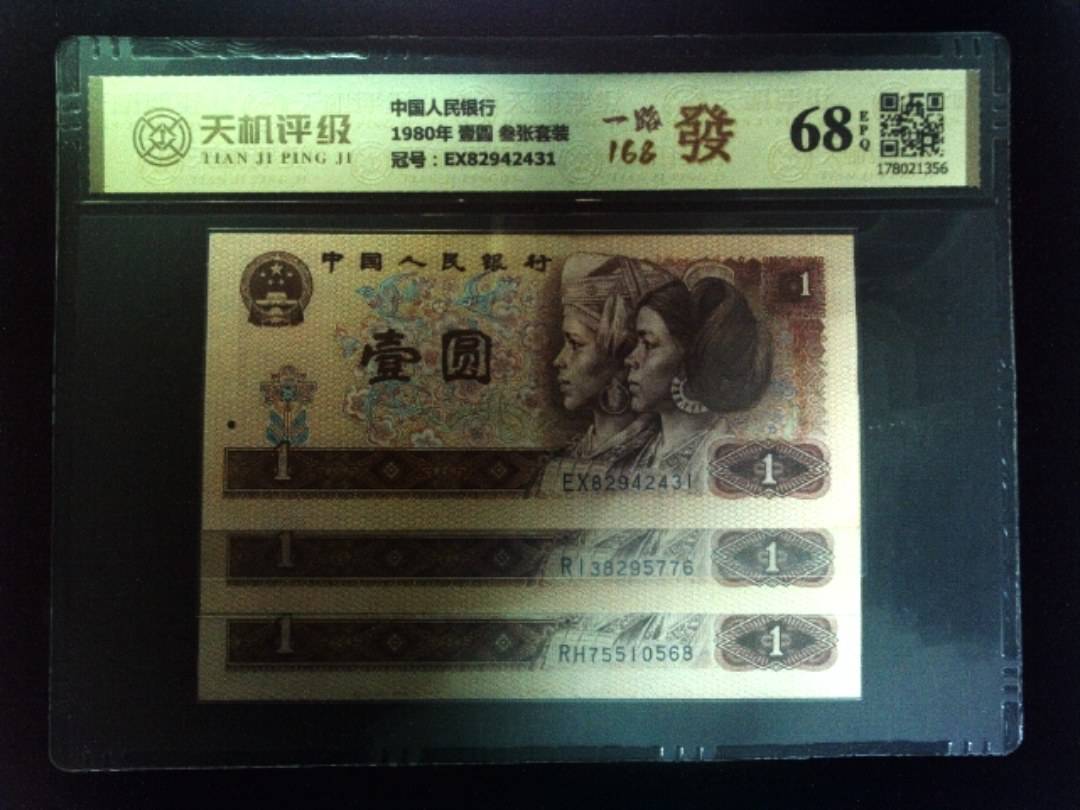 天机评级
TIAN JI PING JI
中国人民银行
1980年 壹圆 叁张套装
冠号：EX82942431
一路
168
發
68
EPQ
178021356
中国人民银行
1
壹圆
1
EX82942431
1
1
RI38295776
1
1
RH75510568
1